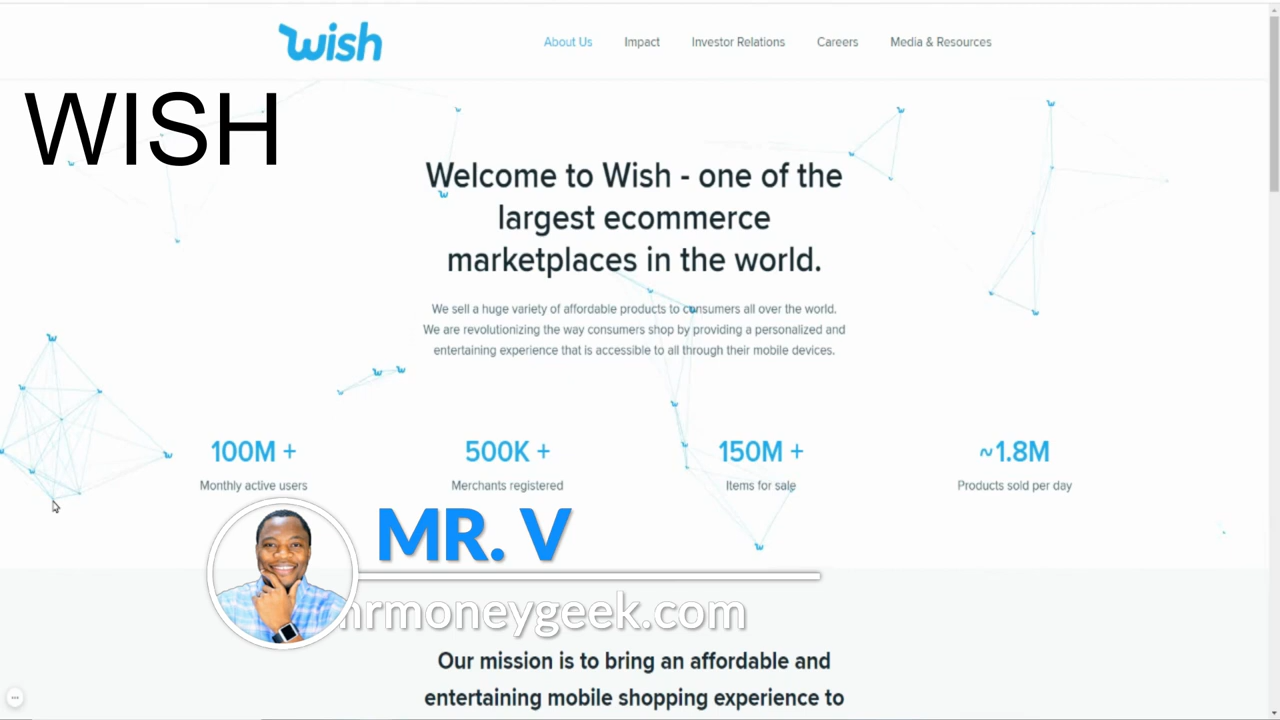 wish
About Us Impact Investor Relations Careers Media & Resources
WISH
Welcome to Wish - one of the
largest ecommerce
marketplaces in the world.
We sell a huge variety of affordable products to consumers all over the world.
We are revolutionizing the way consumers shop by providing a personalized and
entertaining experience that is accessible to all through their mobile devices.
100M + 500K + 150M + ~1.8M
Monthly active users Merchants registered Items for sale Products sold per day
MR. V
mrmoneygeek.com
Our mission is to bring an affordable and
entertaining mobile shopping experience to